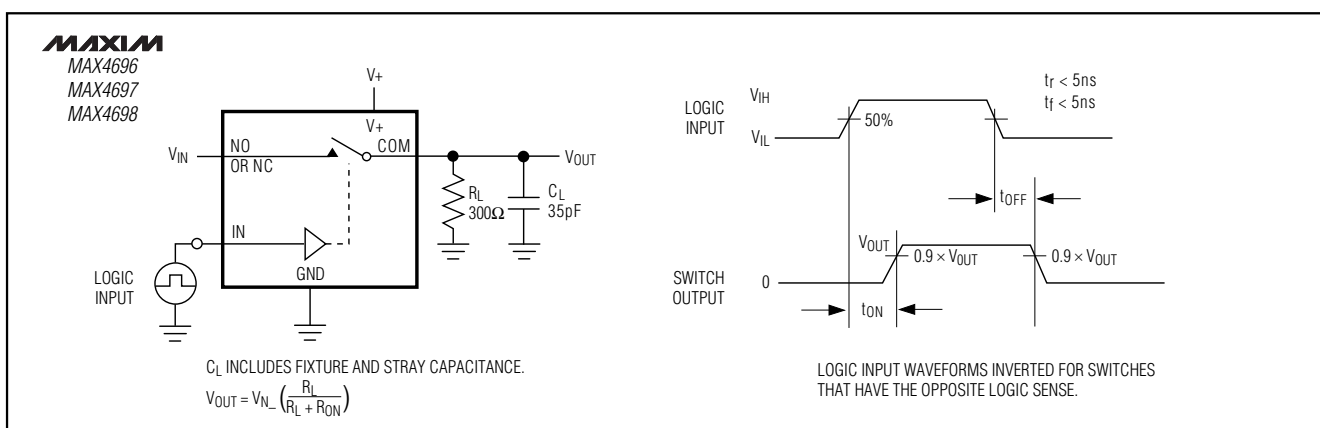 MAXIM
MAX4696
MAX4697
MAX4698
V+
V+
VIN
NO
OR NC
COM
VOUT
RL
300Ω
CL
35pF
IN
GND
LOGIC
INPUT
CL INCLUDES FIXTURE AND STRAY CAPACITANCE.
VOUT = VN_ (RL / RL + RON)
LOGIC
INPUT
VIH
VIL
50%
tr < 5ns
tf < 5ns
tOFF
SWITCH
OUTPUT
VOUT
0
0.9 × VOUT
0.9 × VOUT
tON
LOGIC INPUT WAVEFORMS INVERTED FOR SWITCHES
THAT HAVE THE OPPOSITE LOGIC SENSE.